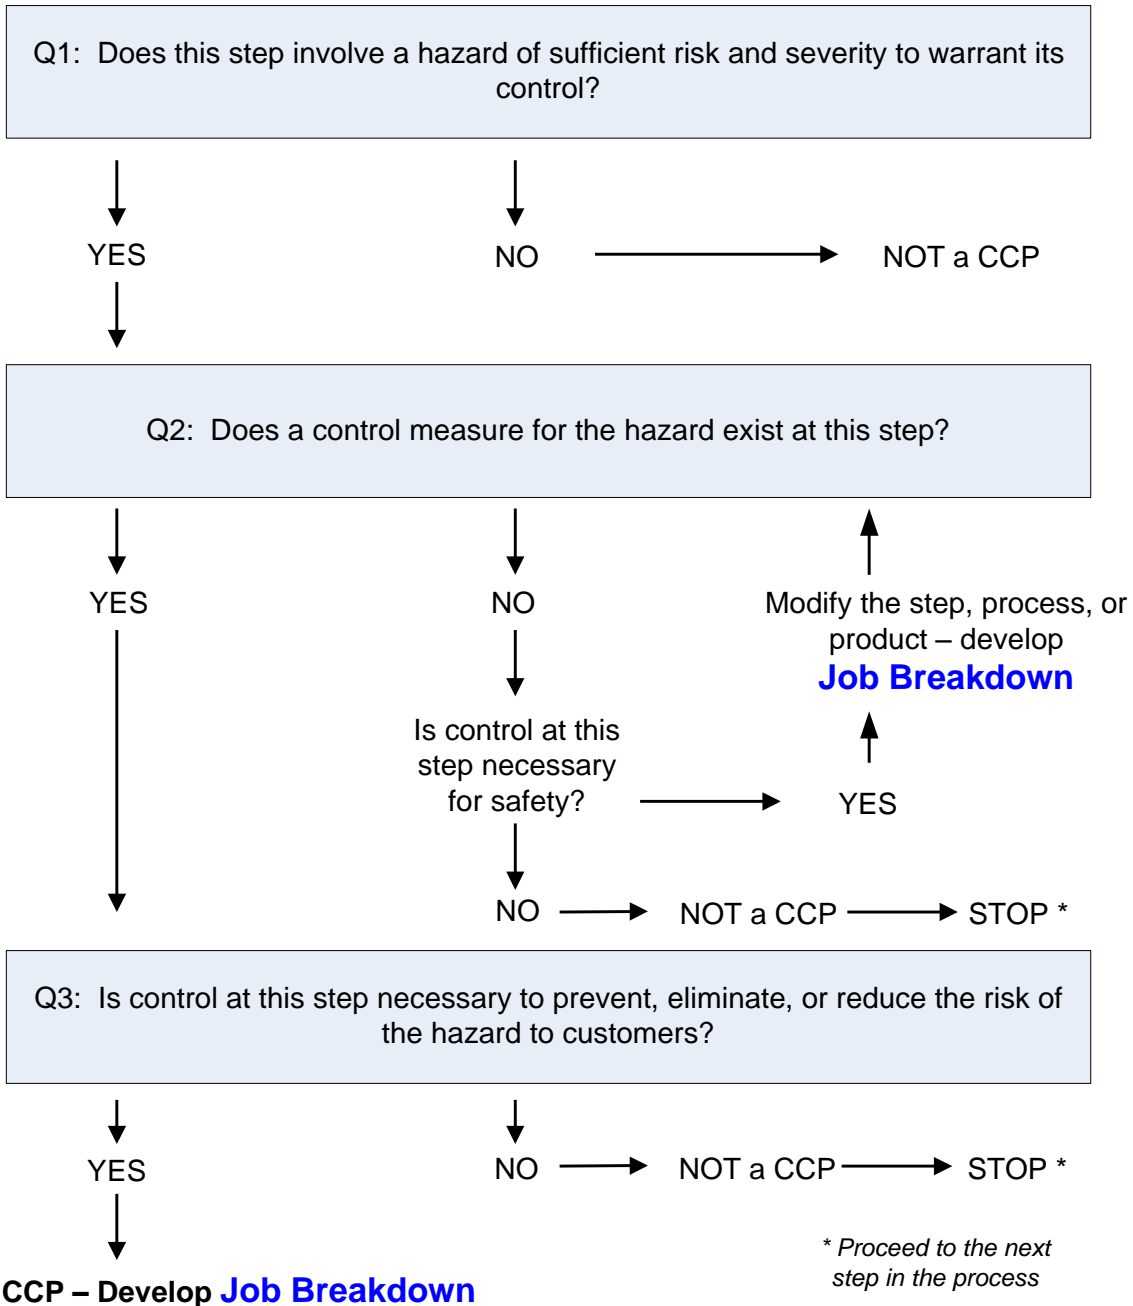 Q1: Does this step involve a hazard of sufficient risk and severity to warrant its
control?
YES
NO
NOT a CCP
Q2: Does a control measure for the hazard exist at this step?
YES
NO
Modify the step, process, or
product – develop
Job Breakdown
Is control at this
step necessary
for safety?
YES
NO
NOT a CCP
STOP *
Q3: Is control at this step necessary to prevent, eliminate, or reduce the risk of
the hazard to customers?
YES
NO
NOT a CCP
STOP *
* Proceed to the next
step in the process
CCP – Develop Job Breakdown